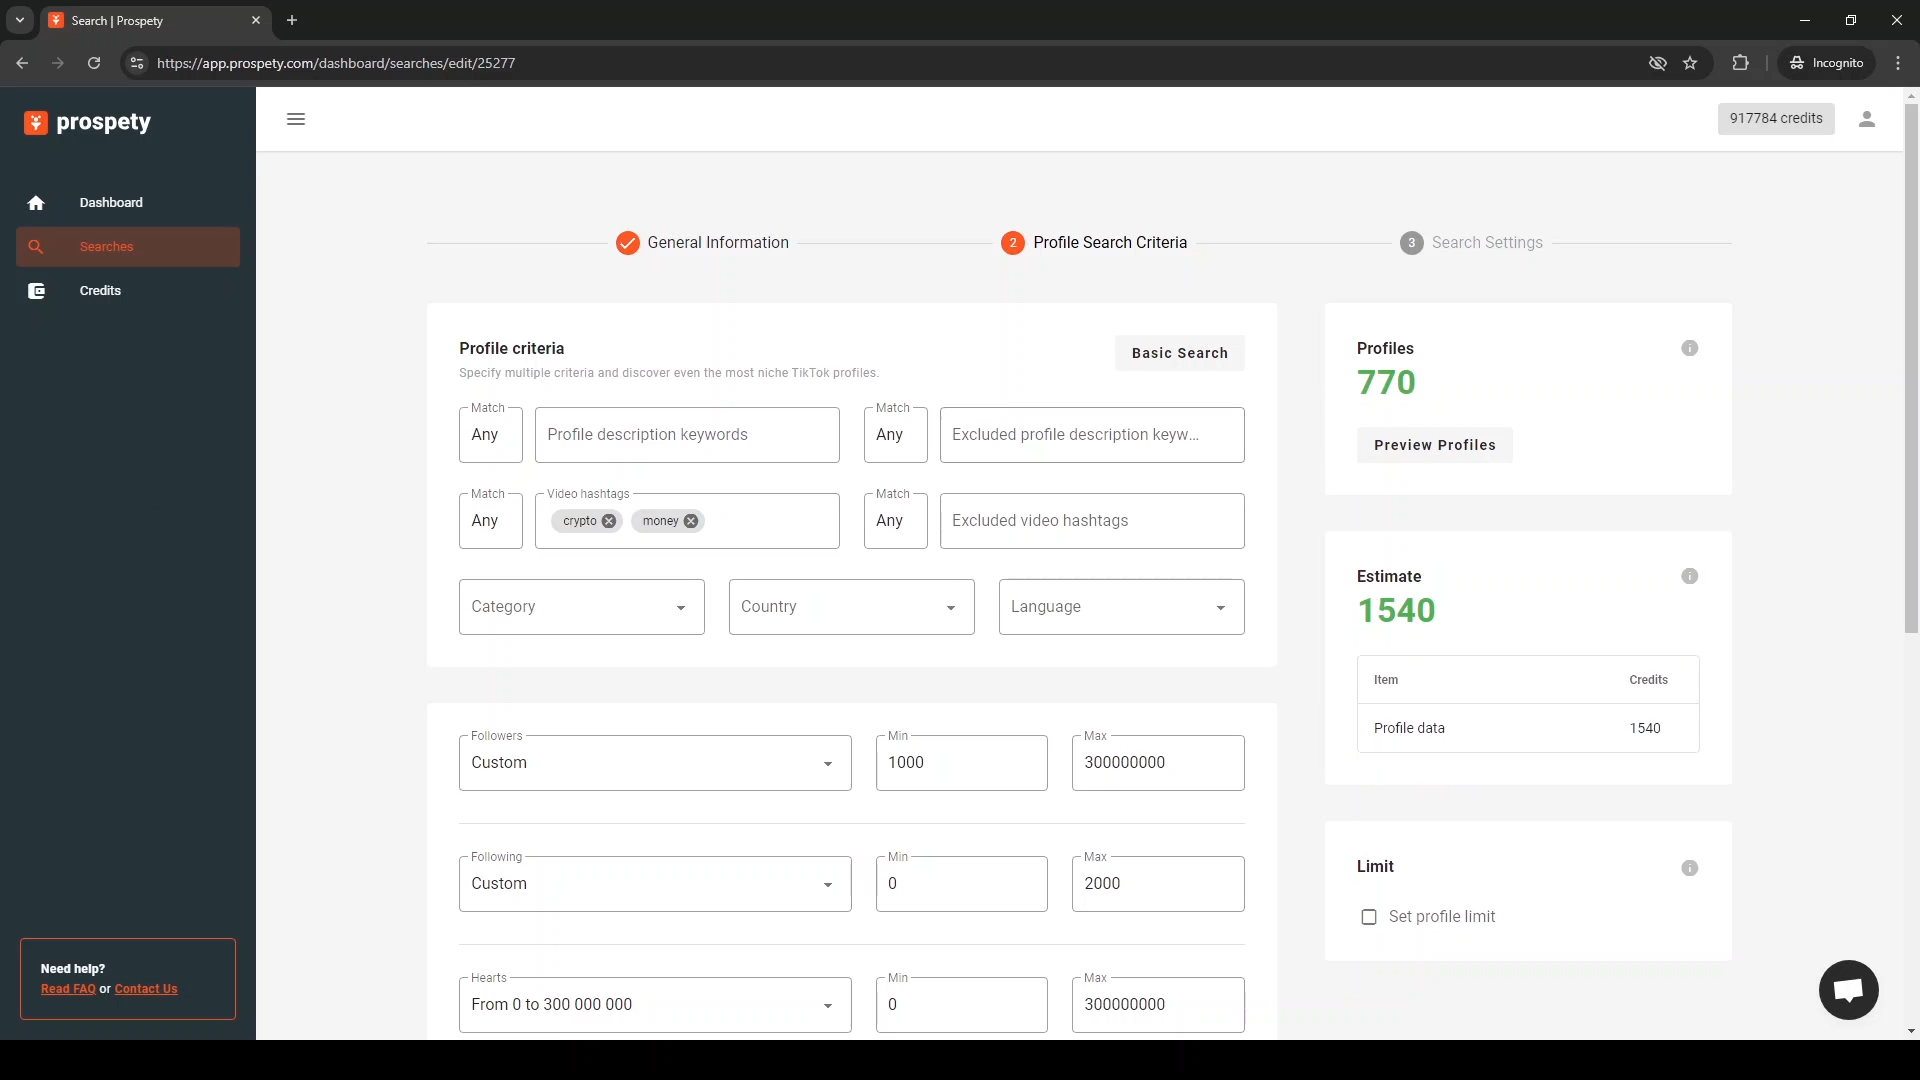 Search | Prospety
https://app.prospety.com/dashboard/searches/edit/25277
Incognito
prospety
917784 credits
Dashboard
Searches
Credits
General Information
2 Profile Search Criteria
3 Search Settings
Profile criteria
Specify multiple criteria and discover even the most niche TikTok profiles.
Basic Search
Match
Any
Profile description keywords
Match
Any
Excluded profile description keyw...
Match
Any
Video hashtags
crypto
money
Match
Any
Excluded video hashtags
Category
Country
Language
Followers
Custom
Min
1000
Max
300000000
Following
Custom
Min
0
Max
2000
Hearts
From 0 to 300 000 000
Min
0
Max
300000000
Profiles
770
Preview Profiles
Estimate
1540
Item Credits
Profile data 1540
Limit
Set profile limit
Need help?
Read FAQ or Contact Us